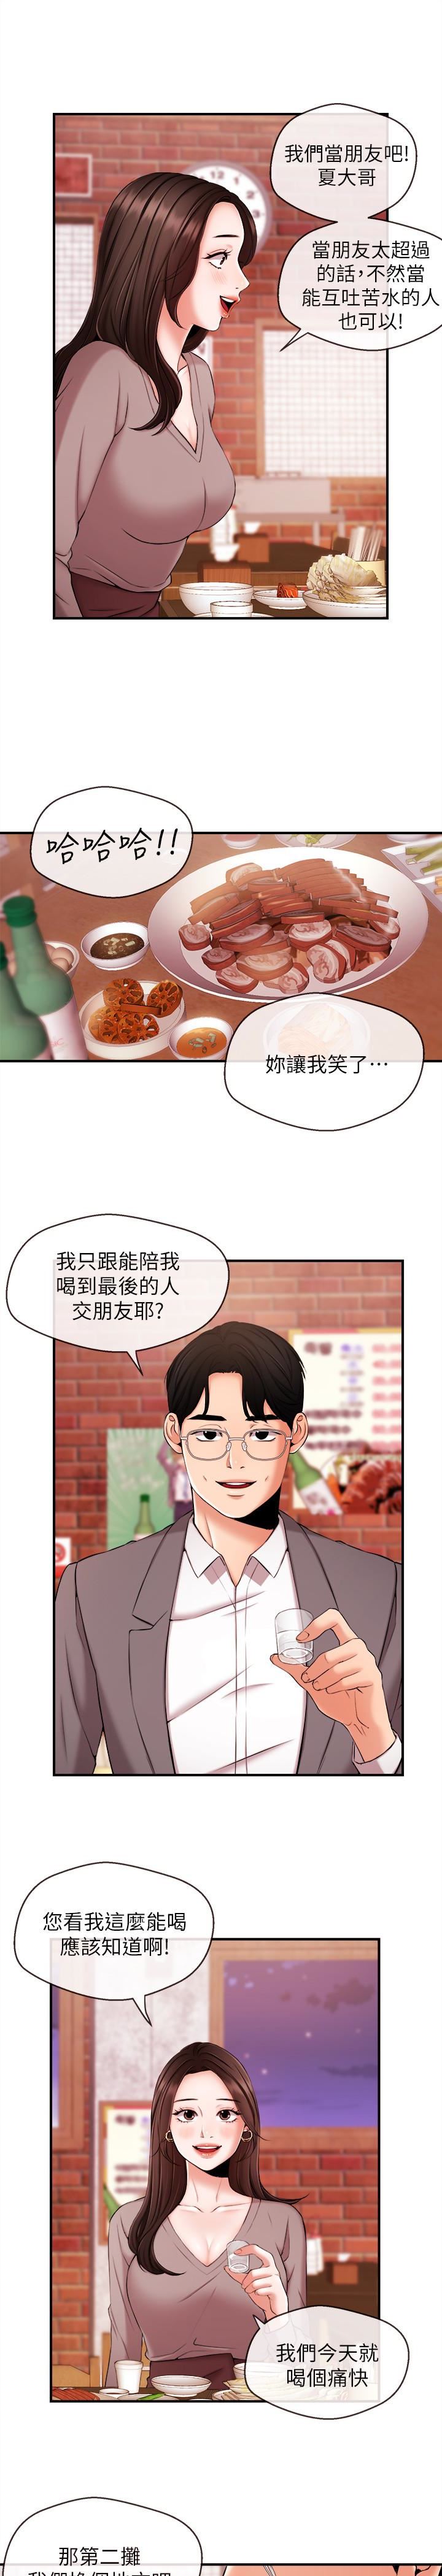 我們當朋友吧!
夏大哥
當朋友太超過
的話,不然當
能互吐苦水的人
也可以!
哈哈哈!!
妳讓我笑了…
我只跟能陪我
喝到最後的人
交朋友耶?
您看我這麼能喝
應該知道啊!
我們今天就
喝個痛快
那第二攤